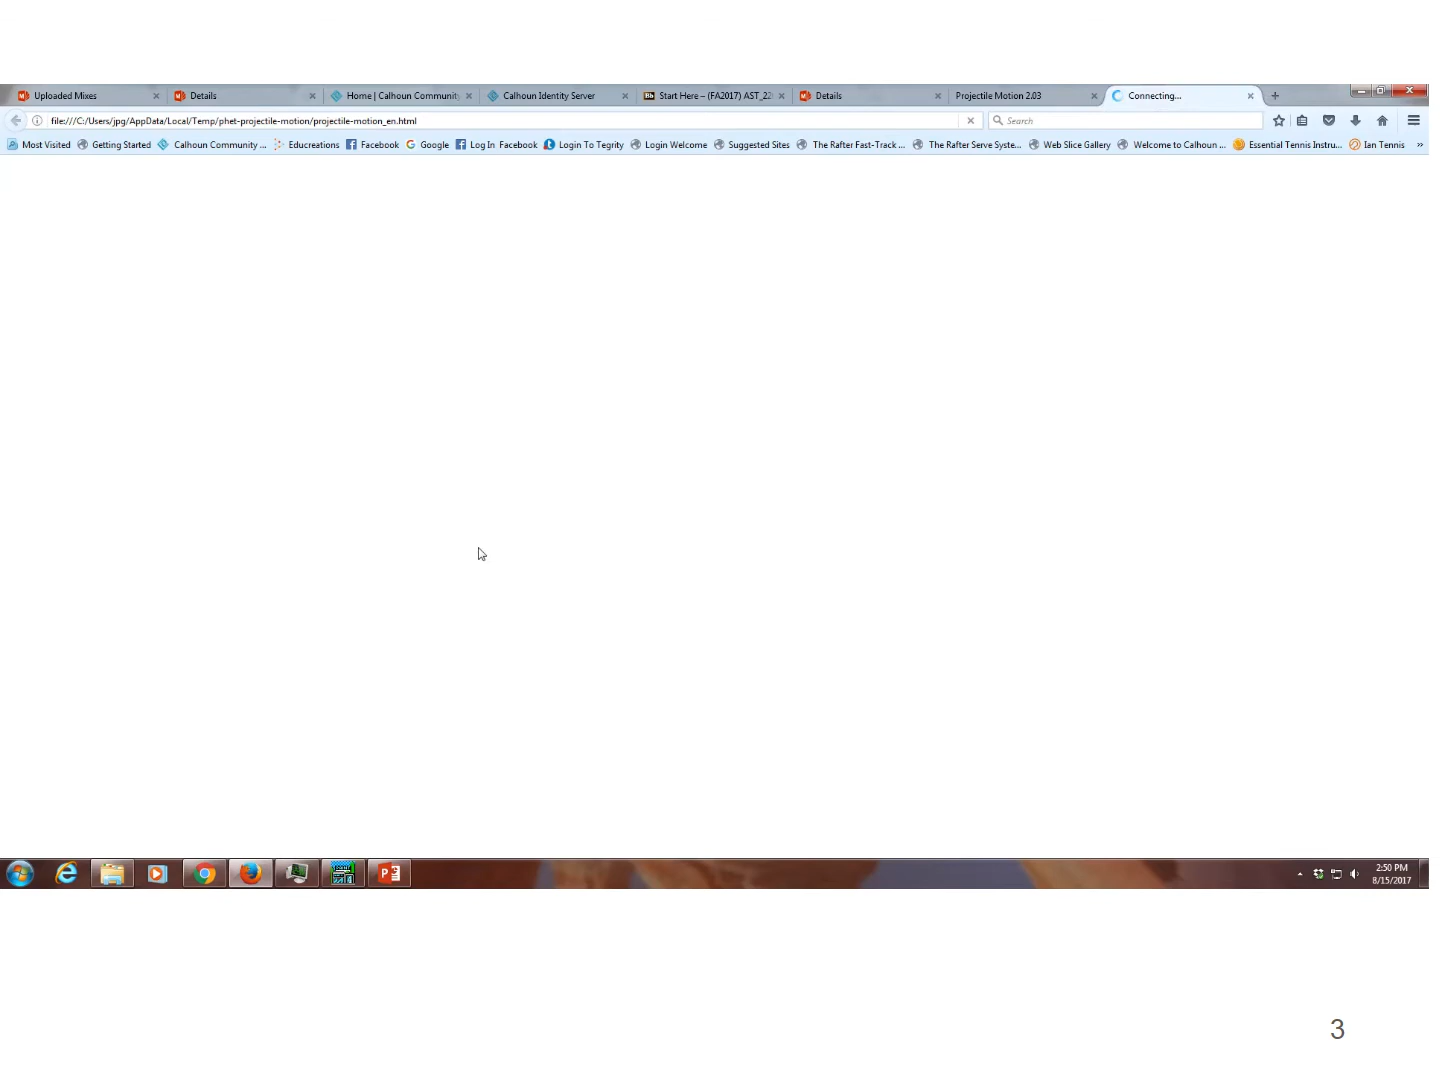 Uploaded Mixes Details Home | Calhoun Community Calhoun Identity Server Start Here – (FA2017) AST_22 Details Projectile Motion 2.03 Connecting...
file:///C:/Users/jpg/AppData/Local/Temp/phet-projectile-motion/projectile-motion_en.html Search
Most Visited Getting Started Calhoun Community ... Educreations Facebook Google Log In Facebook Login To Tegrity Login Welcome Suggested Sites The Rafter Fast-Track ... The Rafter Serve Syste... Web Slice Gallery Welcome to Calhoun ... Essential Tennis Instru... Ian Tennis
2:50 PM
8/15/2017
3